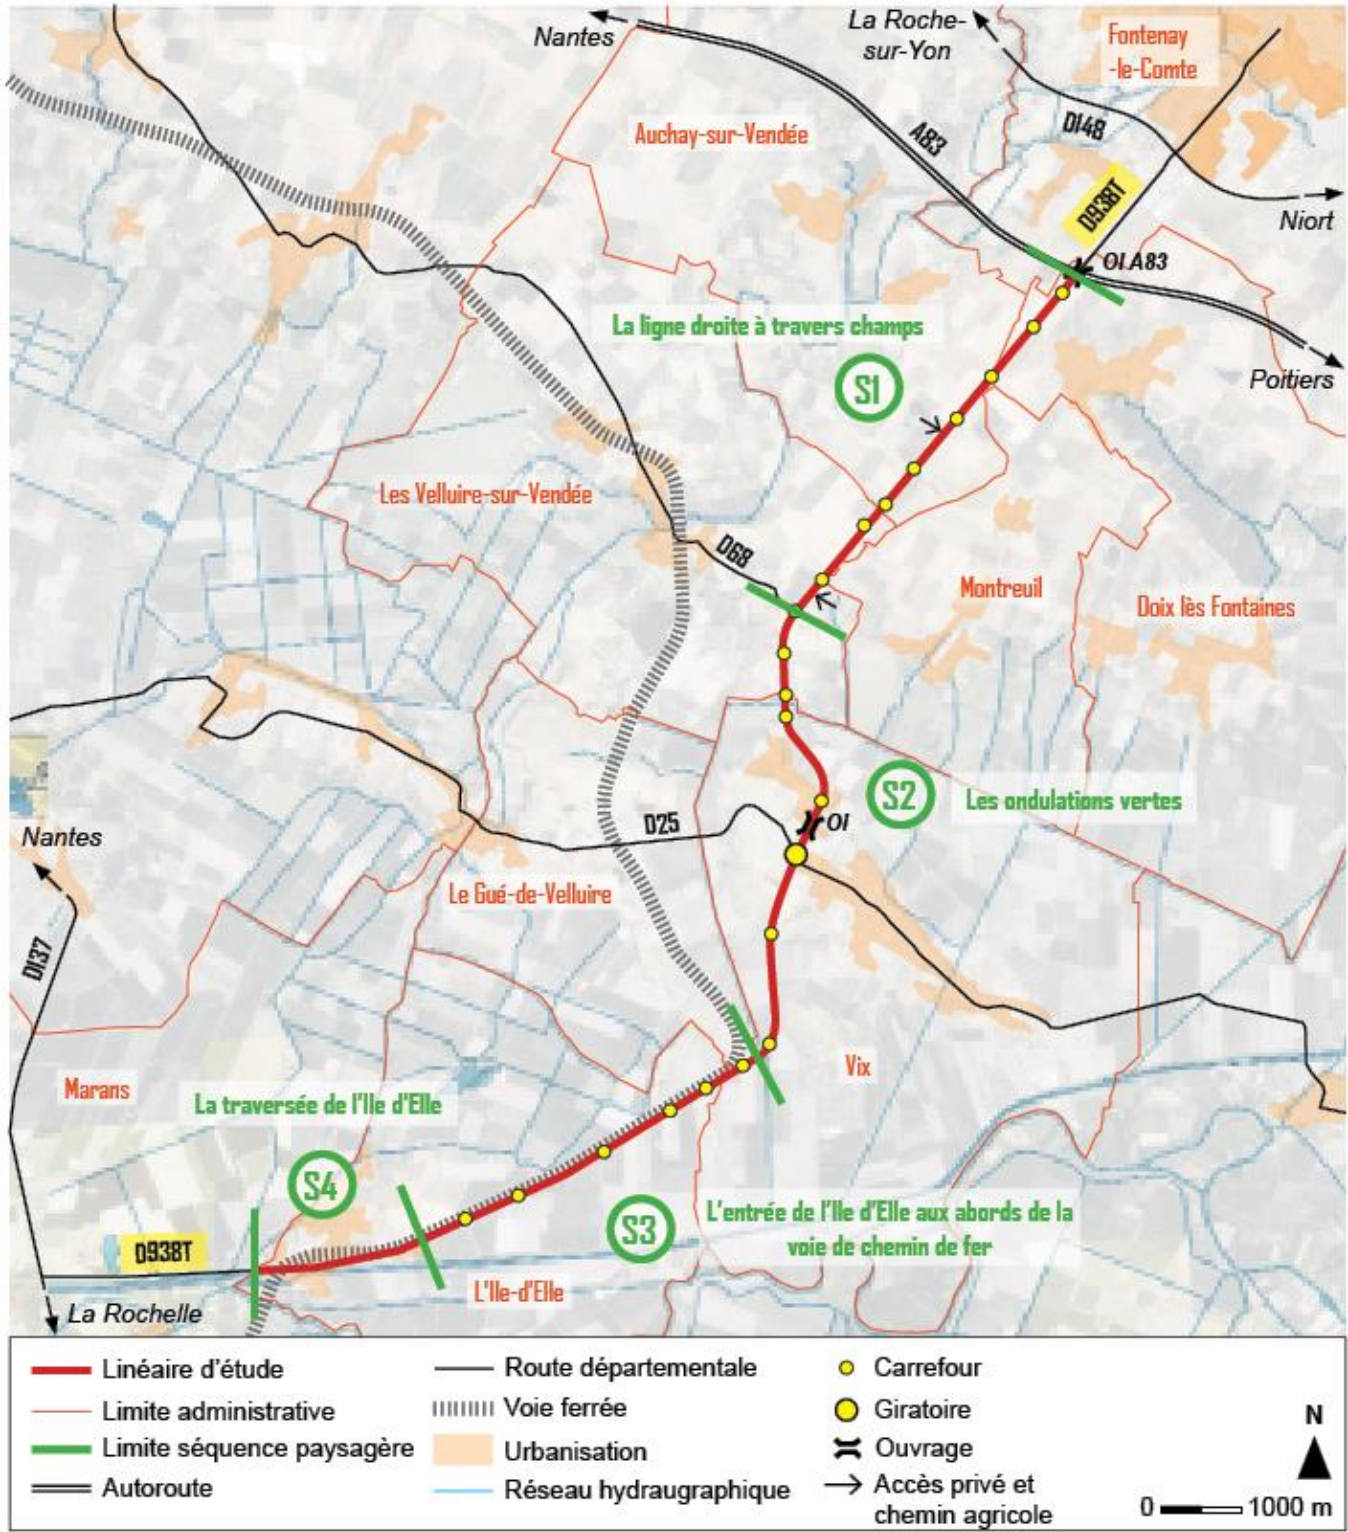 Nantes
La Roche-
sur-Yon
Fontenay
-le-Comte
Auchay-sur-Vendée
A83
D148
D938T
Niort
OI A83
La ligne droite à travers champs
S1
Poitiers
Les Velluire-sur-Vendée
D68
Montreuil
Doix lès Fontaines
S2
Les ondulations vertes
OI
D25
Nantes
Le Gué-de-Velluire
D137
Marans
Vix
La traversée de l'Ile d'Elle
S4
S3
L'entrée de l'Ile d'Elle aux abords de la
voie de chemin de fer
D938T
L'Ile-d'Elle
La Rochelle
Linéaire d'étude
Limite administrative
Limite séquence paysagère
Autoroute
Route départementale
Voie ferrée
Urbanisation
Réseau hydraugraphique
Carrefour
Giratoire
Ouvrage
Accès privé et
chemin agricole
N
0 1000 m